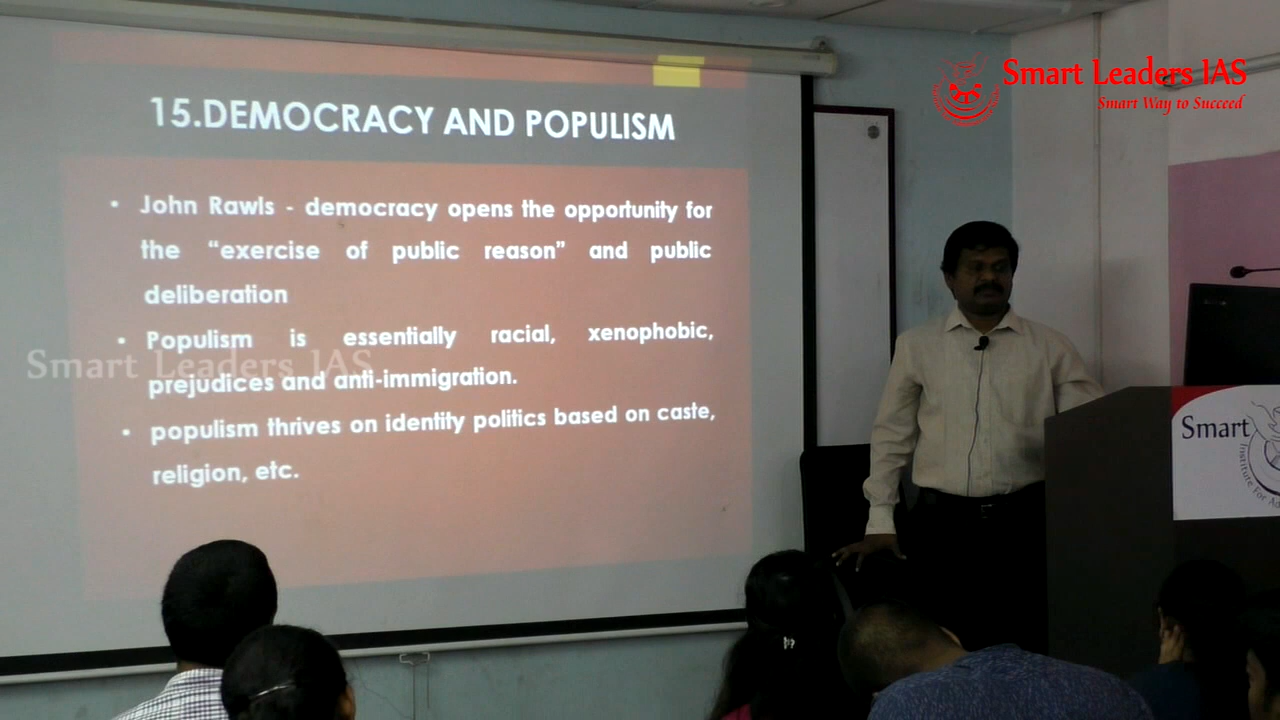 Smart Leaders IAS
Smart Way to Succeed
15.DEMOCRACY AND POPULISM
• John Rawls - democracy opens the opportunity for
the “exercise of public reason” and public
deliberation
• Populism is essentially racial, xenophobic,
prejudices and anti-immigration.
• populism thrives on identity politics based on caste,
religion, etc.
Smart Leaders IAS
Smart
Institute For